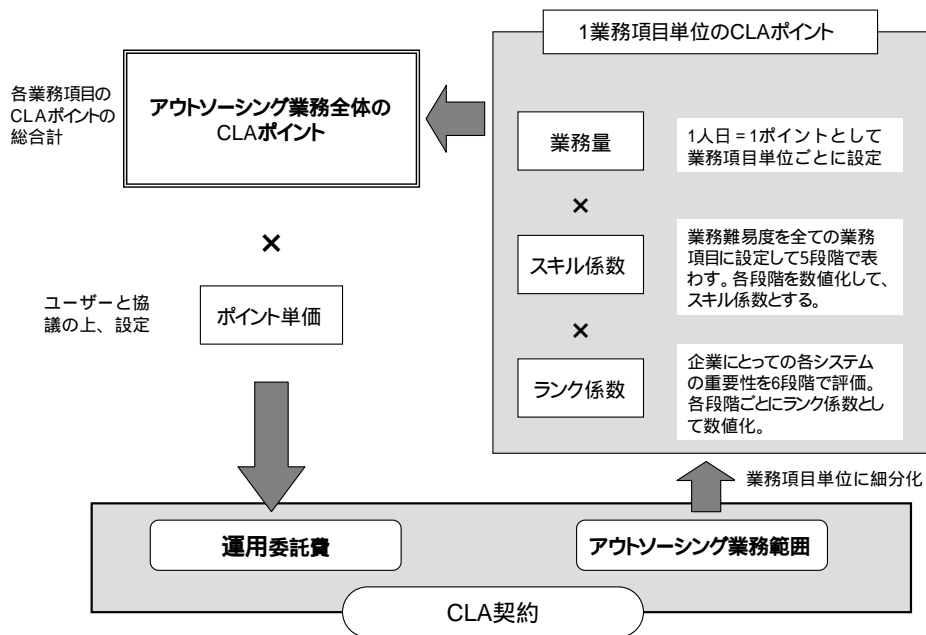 1業務項目単位のCLAポイント
各業務項目の
CLAポイントの
総合計
アウトソーシング業務全体の
CLAポイント
業務量
1人日=1ポイントとして
業務項目単位ごとに設定
×
×
スキル係数
業務難易度を全ての業務
項目に設定して5段階で表
わす。各段階を数値化して、
スキル係数とする。
ユーザーと協
議の上、設定
ポイント単価
×
ランク係数
企業にとっての各システム
の重要性を6段階で評価。
各段階ごとにランク係数とし
て数値化。
業務項目単位に細分化
運用委託費
アウトソーシング業務範囲
CLA契約